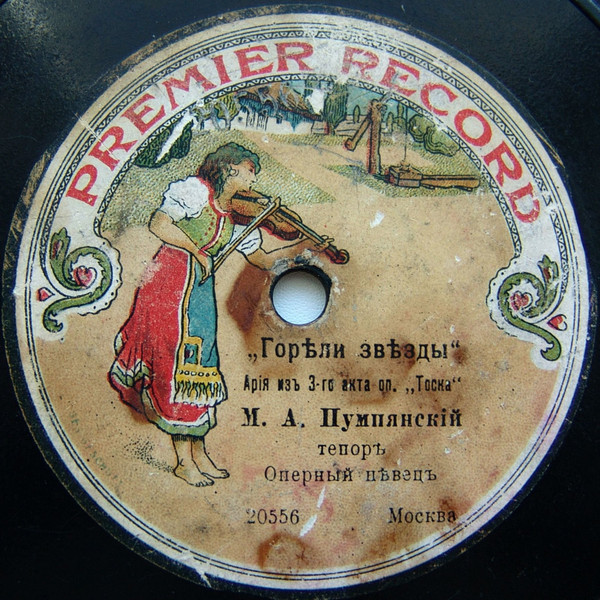 PREMIER RECORD
„Горѣли звѣзды“
Арія изъ 3-го акта оп. „Тоска“
М. А. Пумпянскій
теноръ
Оперный пѣвецъ
20556 Москва